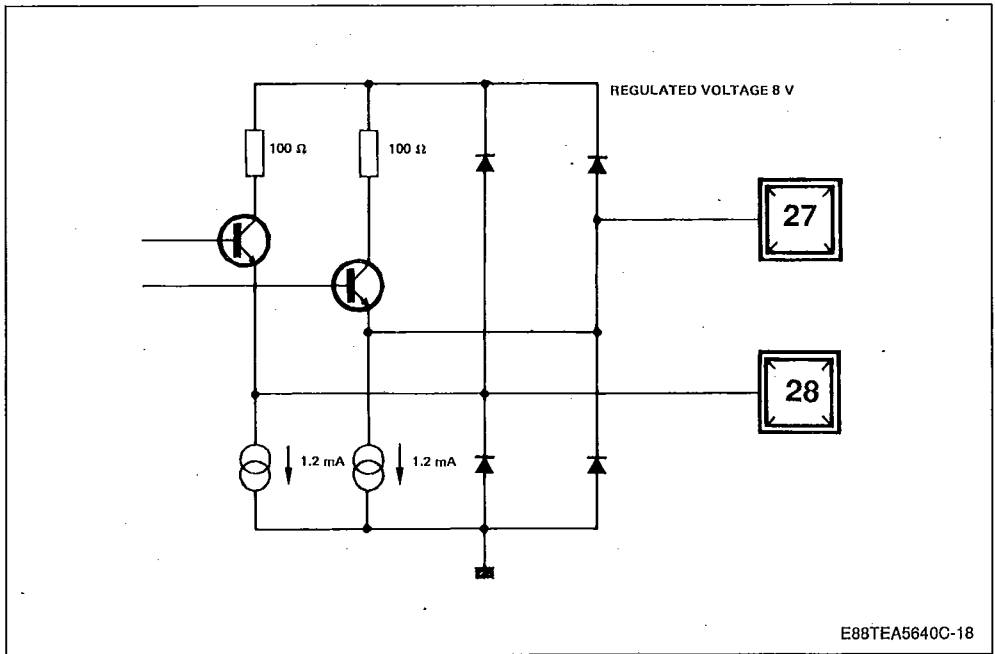 REGULATED VOLTAGE 8 V
100 Ω
100 Ω
27
28
1.2 mA
1.2 mA
E88TEA5640C-18